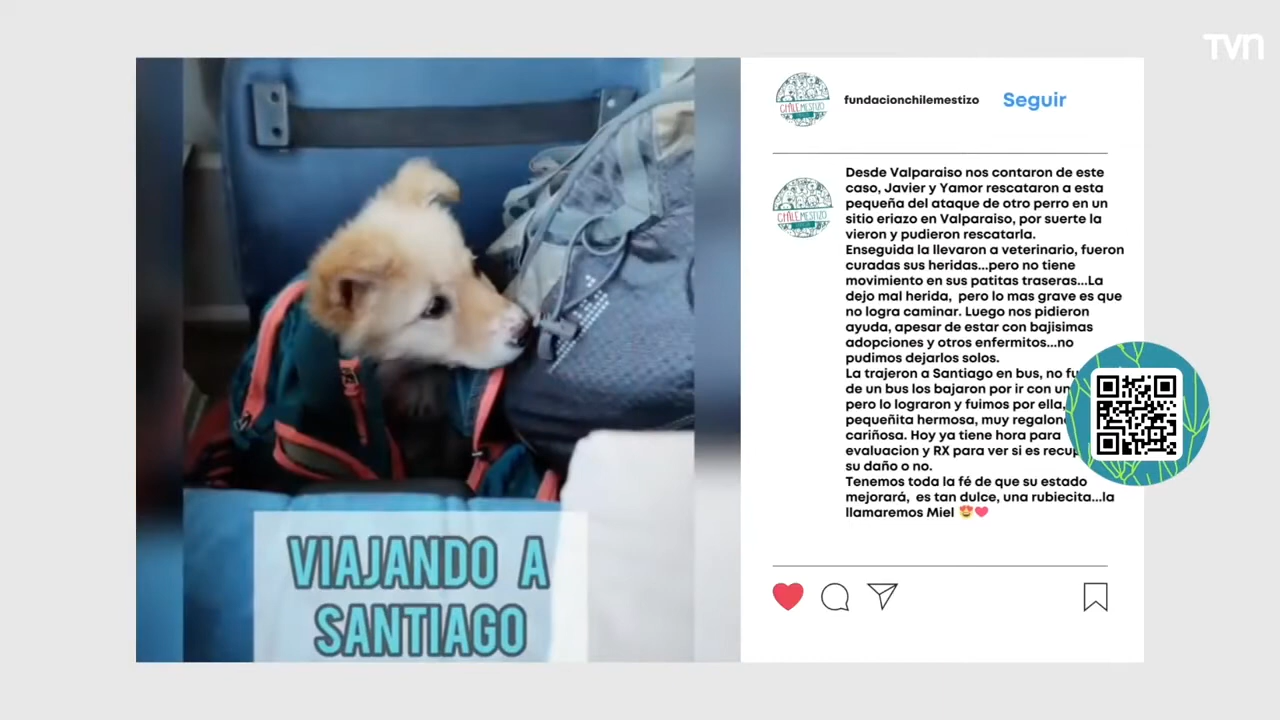 TVN
fundacionchilemestizo
Seguir
CHILEMESTIZO
Desde Valparaiso nos contaron de este
caso, Javier y Yamor rescataron a esta
pequeña del ataque de otro perro en un
sitio eriazo en Valparaiso, por suerte la
vieron y pudieron rescatarla.
Enseguida la llevaron a veterinario, fueron
curadas sus heridas...pero no tiene
movimiento en sus patitas traseras...La
dejo mal herida, pero lo mas grave es que
no logra caminar. Luego nos pidieron
ayuda, apesar de estar con bajisimas
adopciones y otros enfermitos...no
pudimos dejarlos solos.
La trajeron a Santiago en bus, no
de un bus los bajaron por ir con
pero lo lograron y fuimos por ella,
pequeñita hermosa, muy
cariñosa. Hoy ya tiene hora para
evaluacion y RX para ver si es
su daño o no.
Tenemos toda la fé de que su estado
mejorará, es tan dulce, una rubiecita...la
llamaremos Miel 😍❤️
CHILEMESTIZO
VIAJANDO A
SANTIAGO